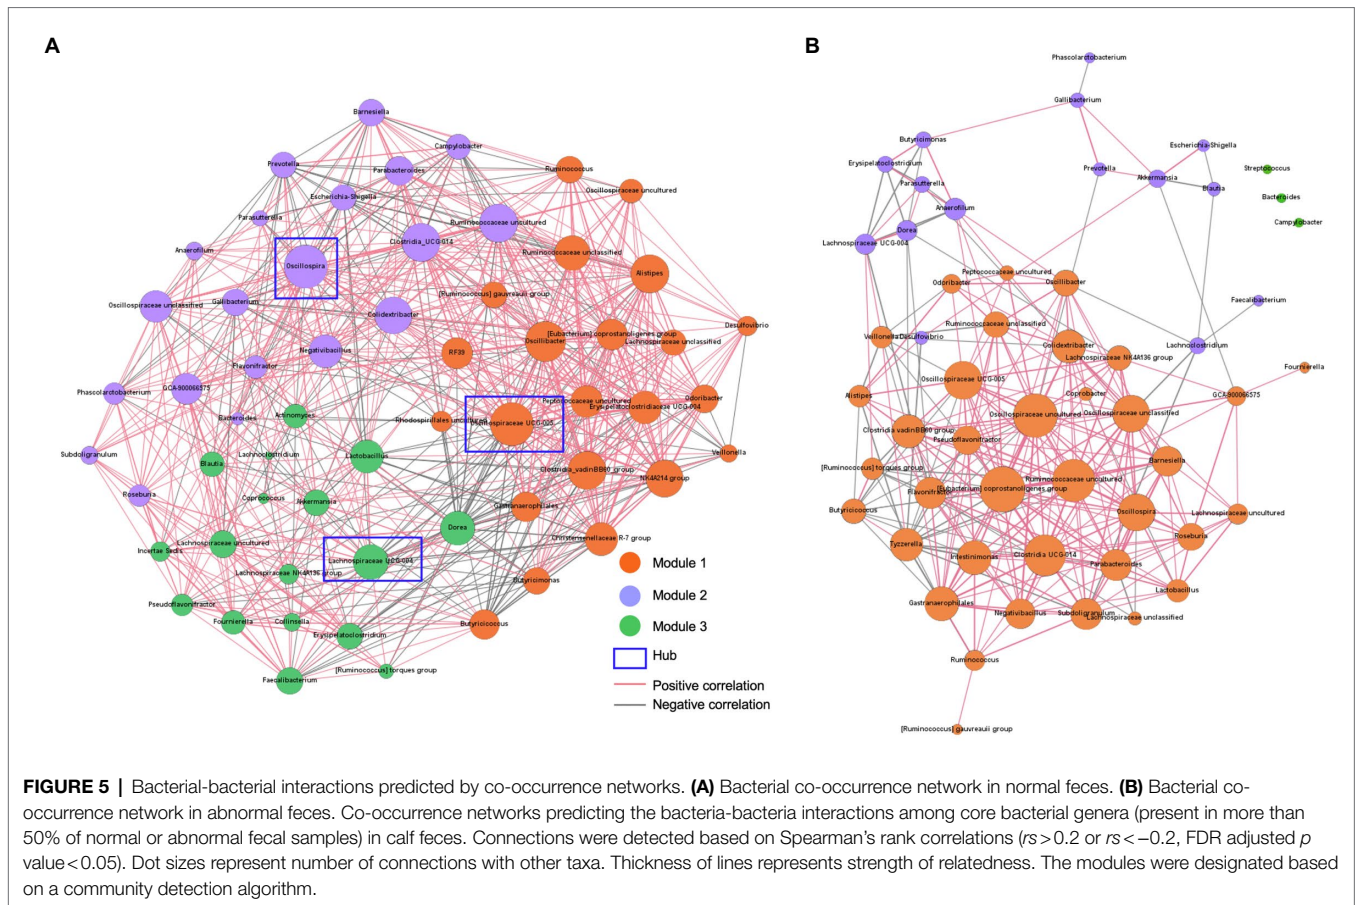 A
B
Barnesiella
Campylobacter
Prevotella
Parabacteroides
Ruminococcus
Escherichia-Shigella
Oscillospiraceae uncultured
Parasutterella
Ruminococcaceae uncultured
Anaerofilum
Clostridia_UCG-014
Ruminococcaceae unclassified
Oscillospira
Alistipes
[Ruminococcus] gauvreauii group
Oscillospiraceae unclassified
Gallibacterium
Colidextribacter
Desulfovibrio
[Eubacterium] coprostanoligenes group
Oscillibacter
Lachnospiraceae unclassified
Negativibacillus
RF39
Flavonifractor
Phascolarctobacterium
GCA-900066575
Odoribacter
Peptococcaceae uncultured
Erysipelatoclostridiaceae UCG-004
Bacteroides
Actinomyces
Rhodospirillales uncultured
UCG-005
Subdoligranulum
Lachnoclostridium
Lactobacillus
Veillonella
Blautia
Clostridia_vadinBB60 group
NK4A214 group
Roseburia
Coprococcus
Akkermansia
Gastranaerophilales
Dorea
Christensenellaceae R-7 group
Lachnospiraceae uncultured
Incertae Sedis
Lachnospiraceae UCG-004
Lachnospiraceae NK4A136 group
Butyricimonas
Pseudoflavonifractor
Fournierella
Collinsella
Erysipelatoclostridium
Butyricicoccus
[Ruminococcus] torques group
Faecalibacterium
Module 1
Module 2
Module 3
Hub
Positive correlation
Negative correlation
Phascolarctobacterium
Gallibacterium
Butyricimonas
Escherichia-Shigella
Erysipelatoclostridium
Prevotella
Streptococcus
Akkermansia
Parasutterella
Blautia
Bacteroides
Anaerofilum
Campylobacter
Dorea
Lachnospiraceae UCG-004
Peptococcaceae uncultured
Odoribacter
Oscillibacter
Faecalibacterium
Ruminococcaceae unclassified
Veillonella
Desulfovibrio
Colidextribacter
Lachnoclostridium
Lachnospiraceae NK4A136 group
Fournierella
Oscillospiraceae UCG-005
Alistipes
Coprobacter
GCA-900066575
Oscillospiraceae uncultured
Oscillospiraceae unclassified
Clostridia vadinBB60 group
Pseudoflavonifractor
Barnesiella
[Ruminococcus] torques group
Ruminococcaceae uncultured
[Eubacterium] coprostanoligenes group
Flavonifractor
Butyricicoccus
Oscillospira
Lachnospiraceae uncultured
Roseburia
Tyzzerella
Intestinimonas
Clostridia UCG-014
Parabacteroides
Lactobacillus
Gastranaerophilales
Negativibacillus
Subdoligranulum
Lachnospiraceae unclassified
Ruminococcus
[Ruminococcus] gauvreauii group
FIGURE 5 | Bacterial-bacterial interactions predicted by co-occurrence networks. (A) Bacterial co-occurrence network in normal feces. (B) Bacterial co-
occurrence network in abnormal feces. Co-occurrence networks predicting the bacteria-bacteria interactions among core bacterial genera (present in more than
50% of normal or abnormal fecal samples) in calf feces. Connections were detected based on Spearman's rank correlations (rs>0.2 or rs<−0.2, FDR adjusted p
value<0.05). Dot sizes represent number of connections with other taxa. Thickness of lines represents strength of relatedness. The modules were designated based
on a community detection algorithm.